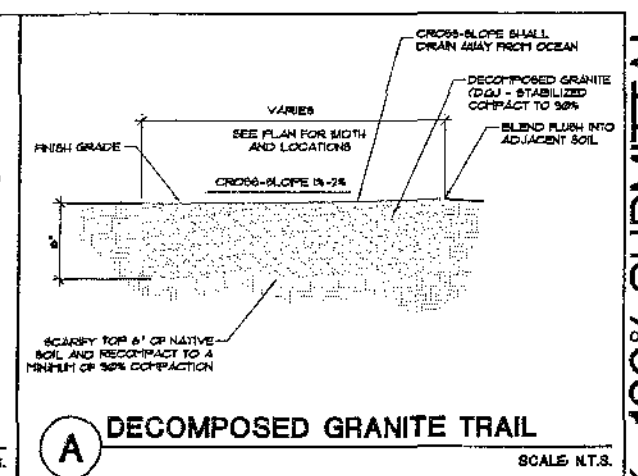 CROSS-SLOPE SHALL
DRAIN AWAY FROM OCEAN
DECOMPOSED GRANITE
(DG) - STABILIZED
COMPACT TO 90%
BLEND FLUSH INTO
ADJACENT SOIL
VARIES
SEE PLAN FOR WIDTH
AND LOCATIONS
FINISH GRADE
CROSS-SLOPE 1%-2%
6"
SCARIFY TOP 6" OF NATIVE
SOIL AND RECOMPACT TO A
MINIMUM OF 90% COMPACTION
A
DECOMPOSED GRANITE TRAIL
SCALE: N.T.S.